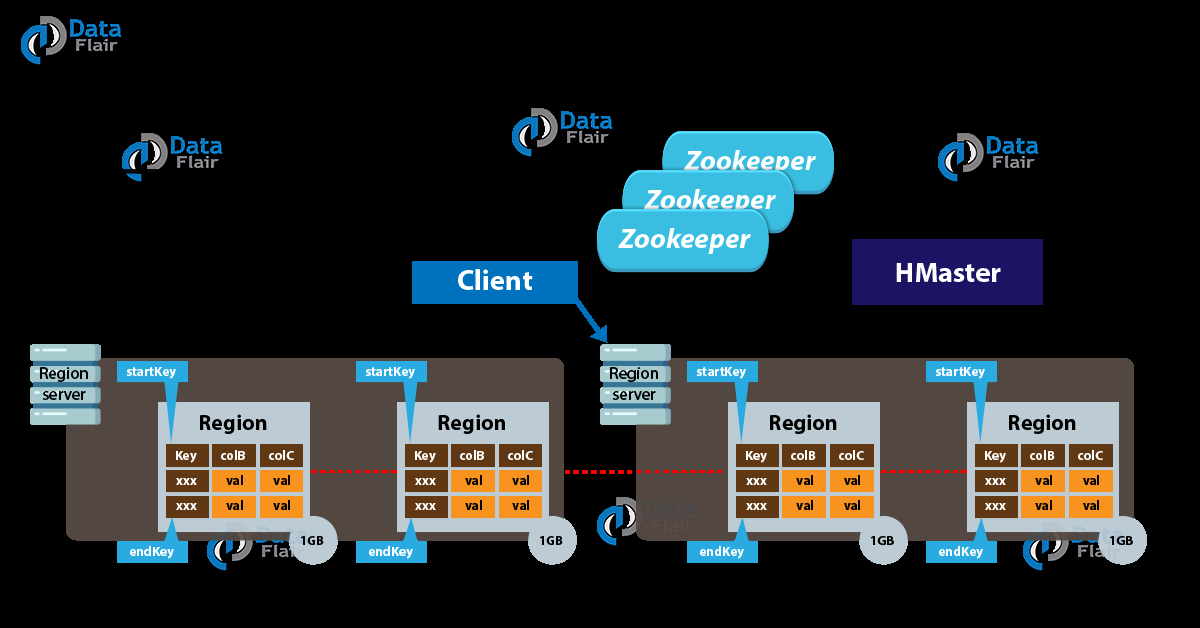 Data
Flair
Data
Flair
Data
Flair
Data
Flair
Zookeeper
Zookeeper
Zookeeper
Client
HMaster
Region
server
startKey
startKey
Region
server
startKey
startKey
Region
Region
Region
Region
Key colB colC
Key colB colC
Key colB colC
Key colB colC
xxx val val
xxx val val
xxx val val
xxx val val
xxx val val
xxx val val
xxx val val
xxx val val
Data
Flair
endKey
1GB
endKey
1GB
Data
Flair
endKey
1GB
endKey
Data
Flair
1GB